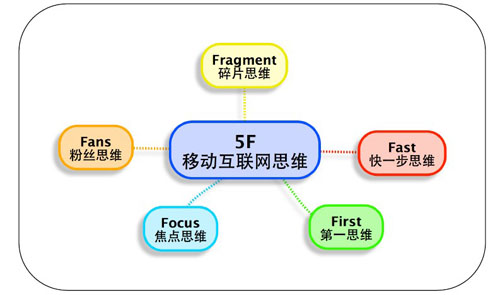 Fragment
碎片思维
5F
移动互联网思维
Fans
粉丝思维
Fast
快一步思维
Focus
焦点思维
First
第一思维